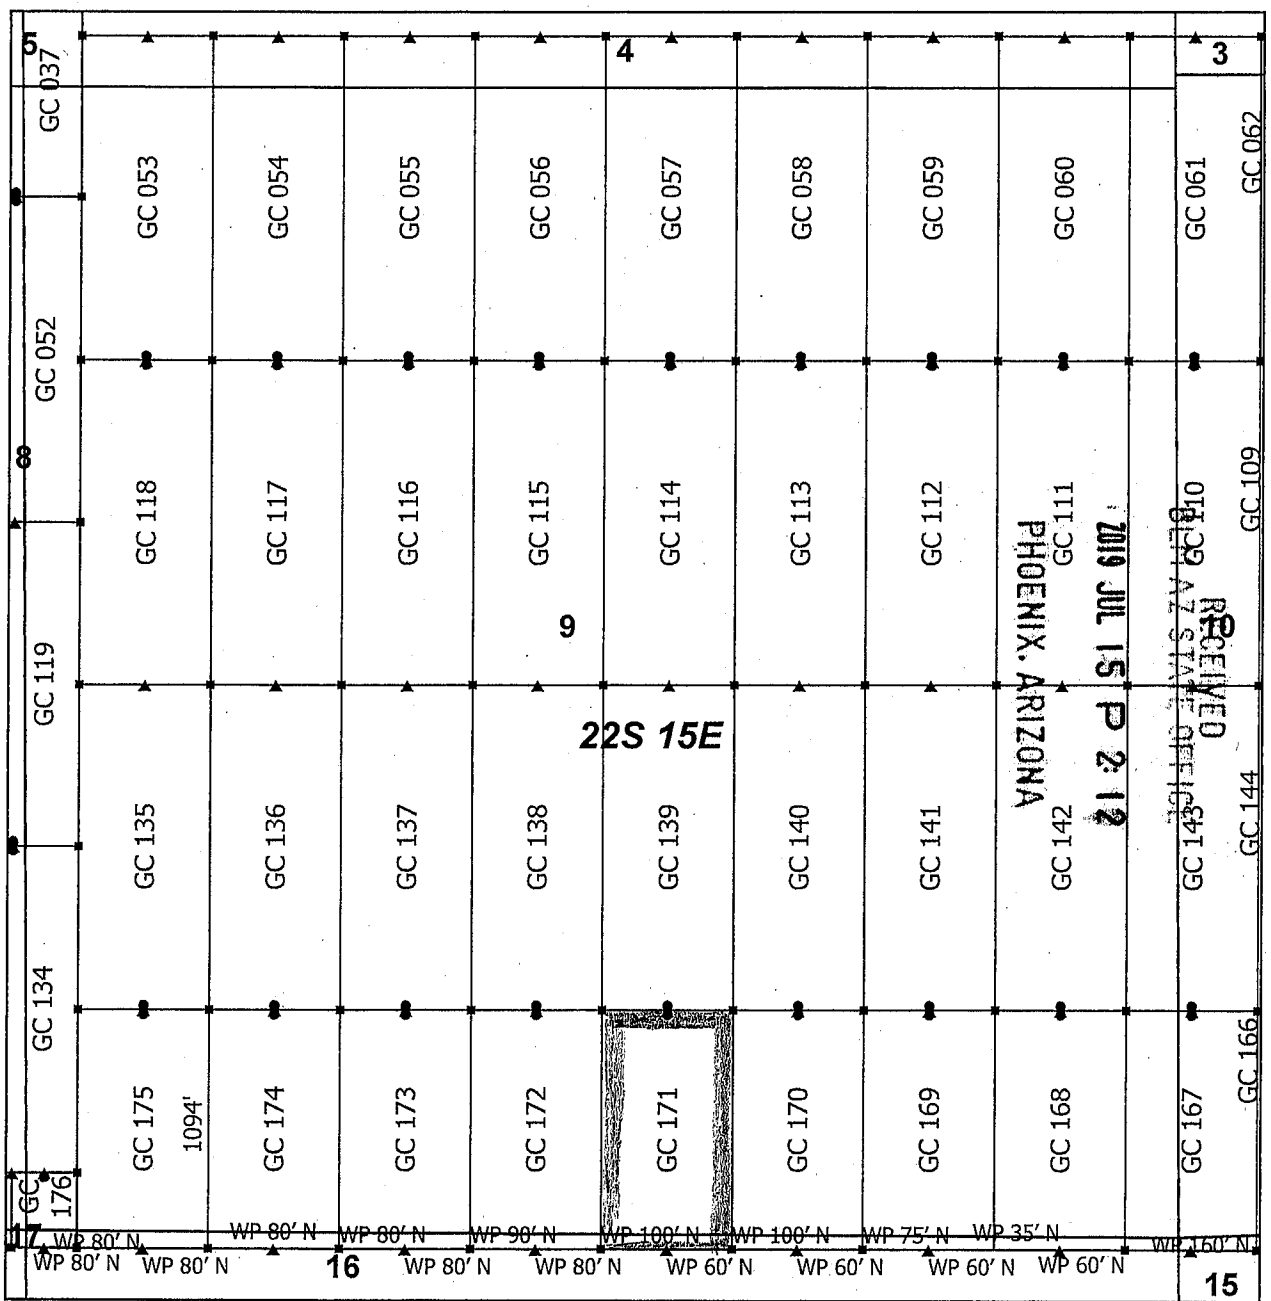 5
4
3
GC 037
GC 053
GC 054
GC 055
GC 056
GC 057
GC 058
GC 059
GC 060
GC 061
GC 062
GC 052
8
GC 118
GC 117
GC 116
GC 115
GC 114
GC 113
GC 112
GC 111
GC 110
GC 109
9
10
RECEIVED
BLM AZ STATE OFFICE
2019 JUL 15 P 2:12
PHOENIX, ARIZONA
GC 119
22S 15E
GC 135
GC 136
GC 137
GC 138
GC 139
GC 140
GC 141
GC 142
GC 143
GC 144
GC 134
GC 175
1094'
GC 174
GC 173
GC 172
GC 171
GC 170
GC 169
GC 168
GC 167
GC 166
GC
176
17
WP 80' N
WP 80' N
WP 80' N
WP 90' N
WP 100' N
WP 100' N
WP 75' N
WP 35' N
WP 160' N
WP 80' N
WP 80' N
16
WP 80' N
WP 80' N
WP 60' N
WP 60' N
WP 60' N
WP 60' N
15